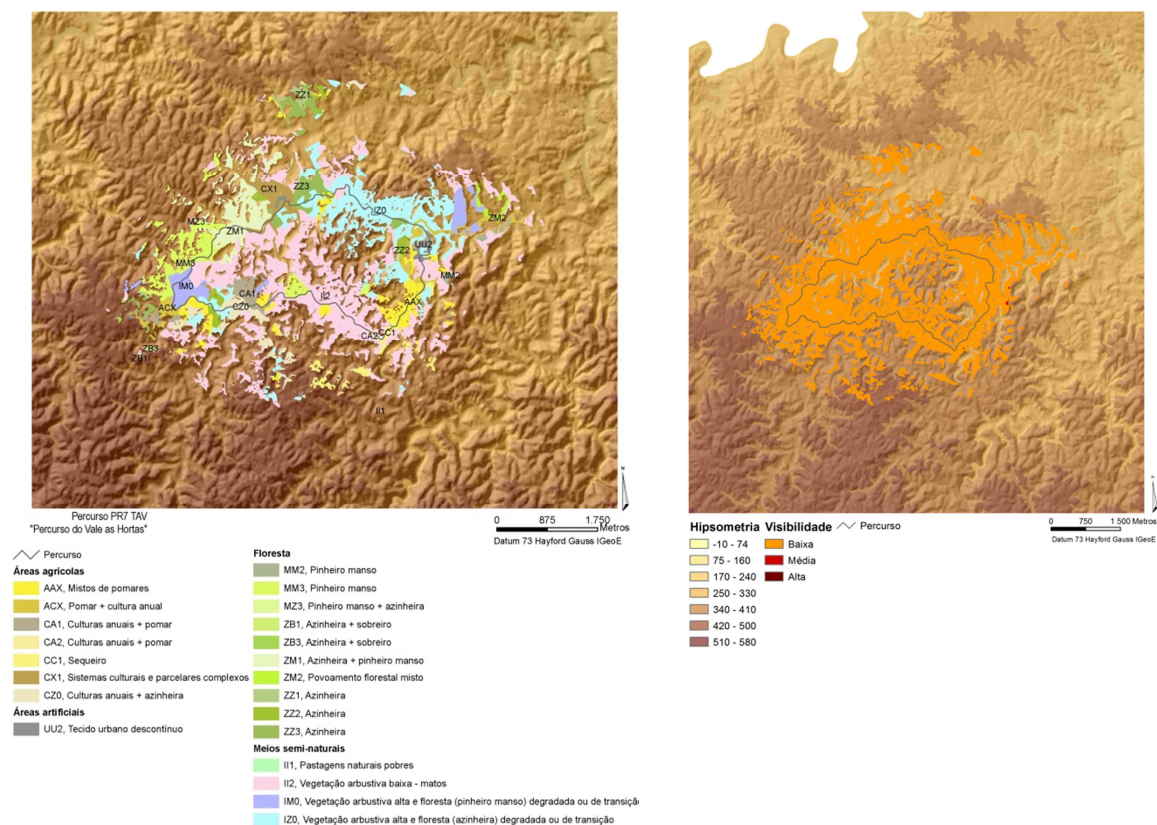 ZZ1
CX1
ZZ3
MZ3
ZM1
IZ0
ZM2
UU2
ZZ2
MM3
MM2
IM0
CA1
II2
AAX
ACX
CZ0
CA2
CC1
ZB3
ZB1
II1
N
Percurso PR7 TAV
"Percurso do Vale as Hortas"
0 875 1.750
Metros
Datum 73 Hayford Gauss IGeoE
Percurso
Áreas agrícolas
AAX, Mistos de pomares
ACX, Pomar + cultura anual
CA1, Culturas anuais + pomar
CA2, Culturas anuais + pomar
CC1, Sequeiro
CX1, Sistemas culturais e parcelares complexos
CZ0, Culturas anuais + azinheira
Áreas artificiais
UU2, Tecido urbano descontínuo
Floresta
MM2, Pinheiro manso
MM3, Pinheiro manso
MZ3, Pinheiro manso + azinheira
ZB1, Azinheira + sobreiro
ZB3, Azinheira + sobreiro
ZM1, Azinheira + pinheiro manso
ZM2, Povoamento florestal misto
ZZ1, Azinheira
ZZ2, Azinheira
ZZ3, Azinheira
Meios semi-naturais
II1, Pastagens naturais pobres
II2, Vegetação arbustiva baixa - matos
IM0, Vegetação arbustiva alta e floresta (pinheiro manso) degradada ou de transiçã
IZ0, Vegetação arbustiva alta e floresta (azinheira) degradada ou de transição
N
Hipsometria
-10 - 74
75 - 160
170 - 240
250 - 330
340 - 410
420 - 500
510 - 580
Visibilidade
Baixa
Média
Alta
Percurso
0 750 1 500 Metros
Datum 73 Hayford Gauss IGeoE